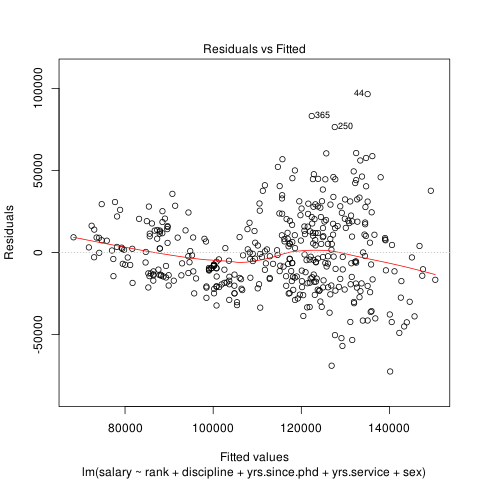 Residuals vs Fitted
Residuals
100000
50000
0
-50000
44
365
250
80000 100000 120000 140000
Fitted values
lm(salary ~ rank + discipline + yrs.since.phd + yrs.service + sex)